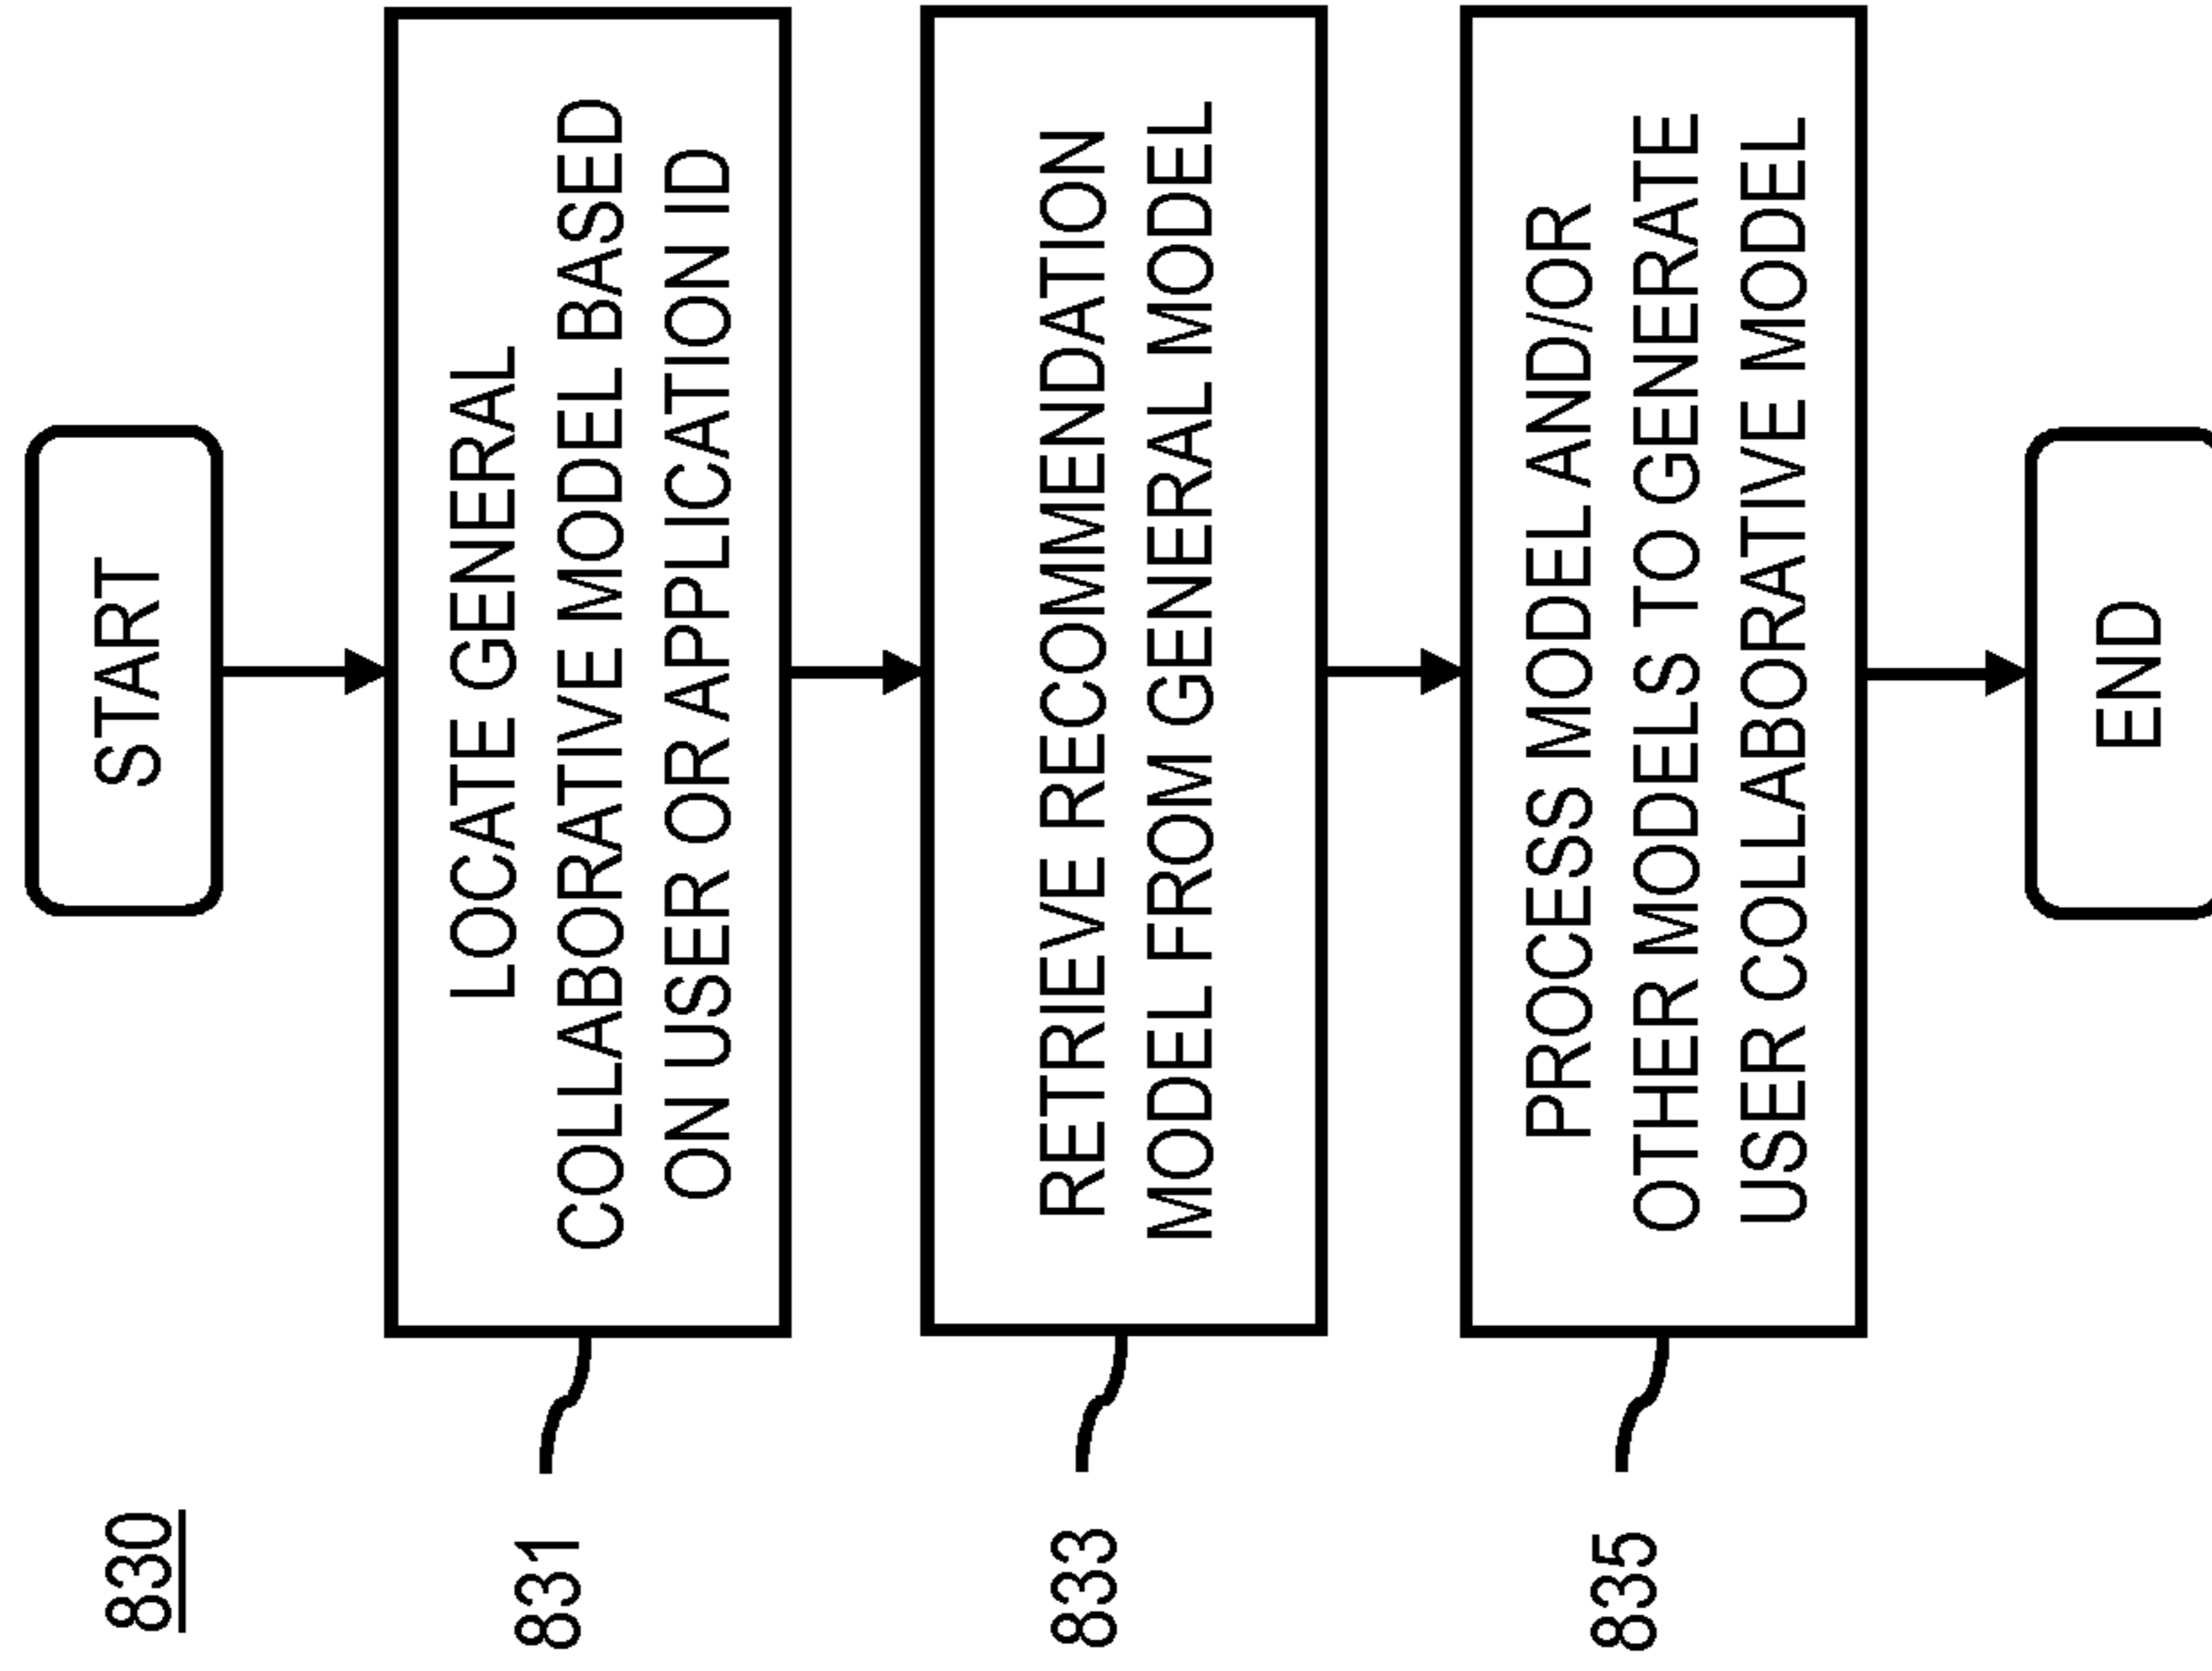 830
START
831
LOCATE GENERAL
COLLABORATIVE MODEL BASED
ON USER OR APPLICATION ID
833
RETRIEVE RECOMMENDATION
MODEL FROM GENERAL MODEL
835
PROCESS MODEL AND/OR
OTHER MODELS TO GENERATE
USER COLLABORATIVE MODEL
END